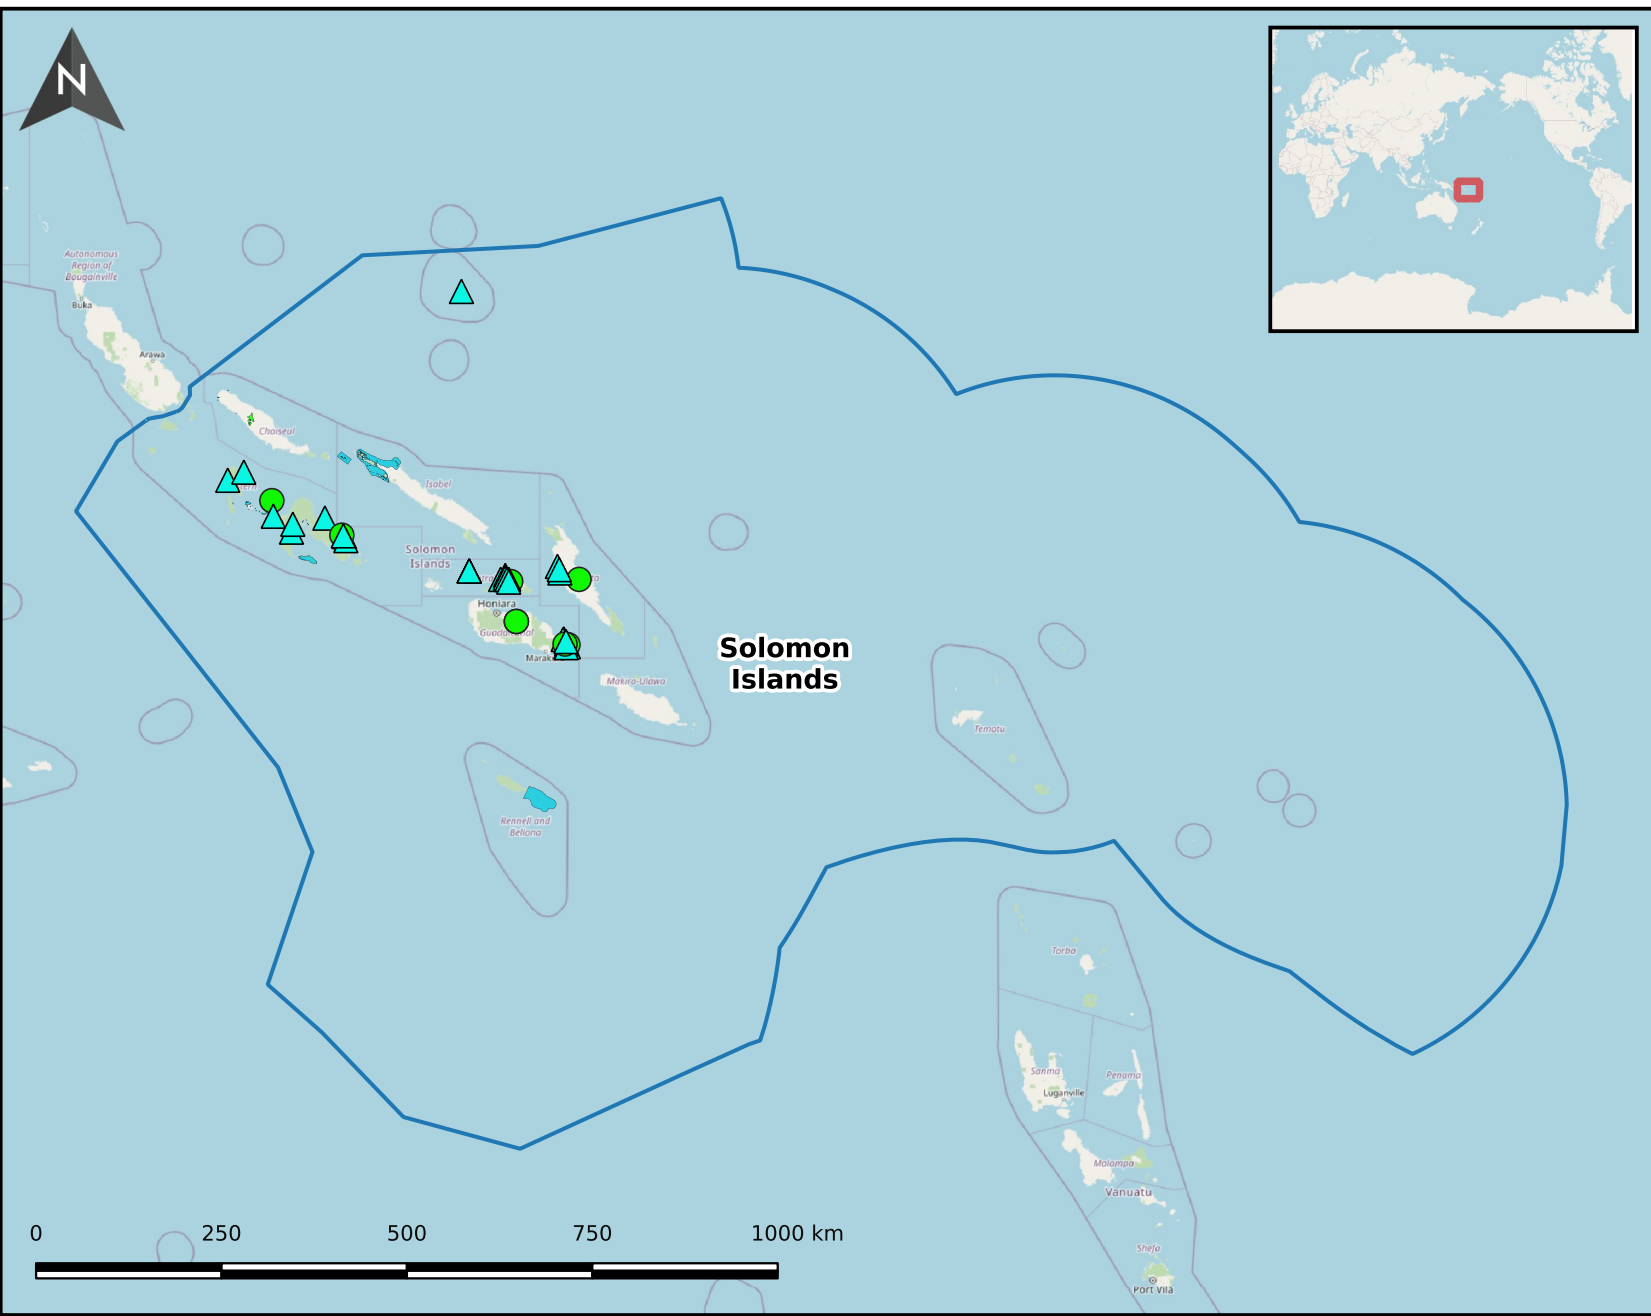 N
Autonomous
Region of
Bougainville
Buka
Arawa
Choiseul
Isabel
Solomon
Islands
Honiara
Solomon
Islands
Makira-Ulawa
Temotu
Rennell and
Bellona
Torba
Sanma
Penama
Luganville
Malampa
Vanuatu
Shefa
Port Vila
0 250 500 750 1000 km